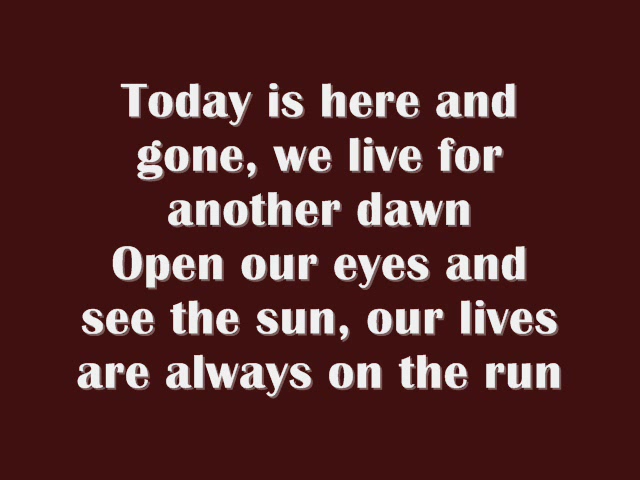 Today is here and
gone, we live for
another dawn
Open our eyes and
see the sun, our lives
are always on the run